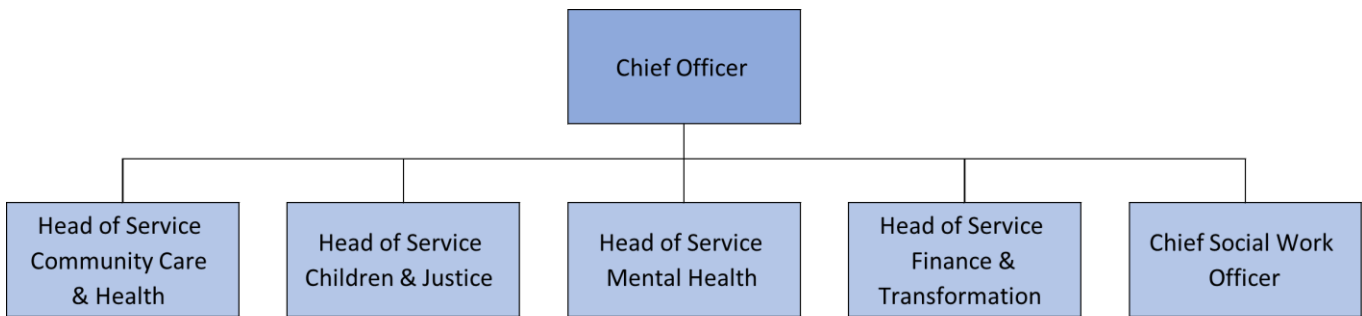 Chief Officer
Head of Service
Community Care
& Health
Head of Service
Children & Justice
Head of Service
Mental Health
Head of Service
Finance &
Transformation
Chief Social Work
Officer